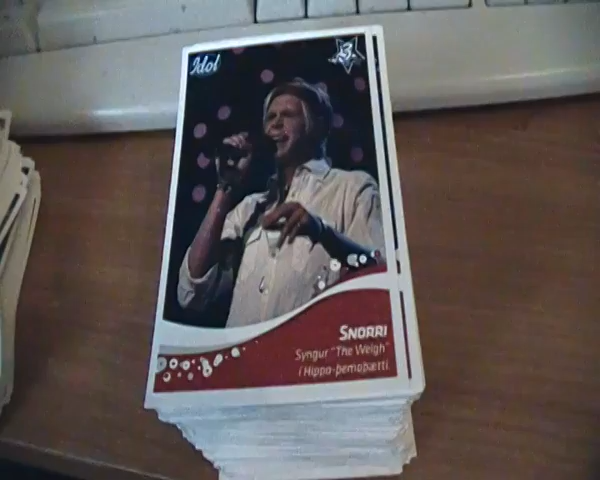 Idol
3
SNORRI
Syngur "The Weigh"
í Hippa-þemaþætti